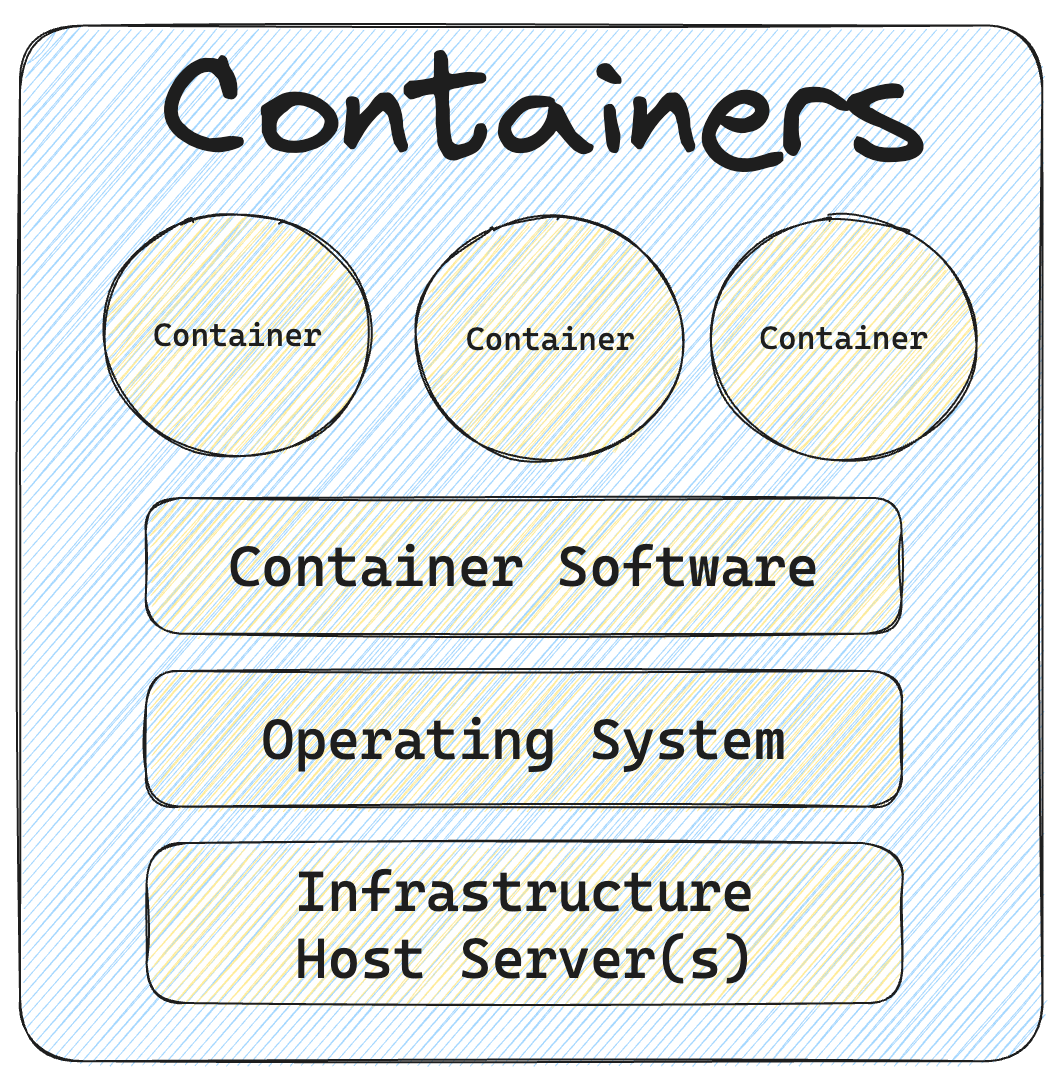 Containers
Container Container Container
Container Software
Operating System
Infrastructure
Host Server(s)